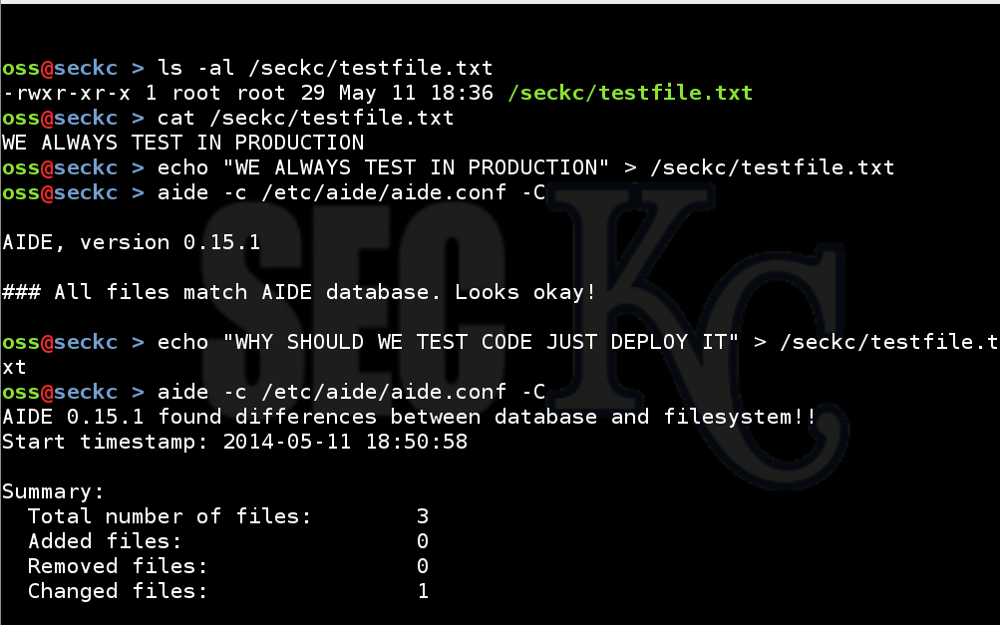 oss@seckc > ls -al /seckc/testfile.txt
-rwxr-xr-x 1 root root 29 May 11 18:36 /seckc/testfile.txt
oss@seckc > cat /seckc/testfile.txt
WE ALWAYS TEST IN PRODUCTION
oss@seckc > echo "WE ALWAYS TEST IN PRODUCTION" > /seckc/testfile.txt
oss@seckc > aide -c /etc/aide/aide.conf -C
SEC KC
AIDE, version 0.15.1
### All files match AIDE database. Looks okay!
oss@seckc > echo "WHY SHOULD WE TEST CODE JUST DEPLOY IT" > /seckc/testfile.t
xt
oss@seckc > aide -c /etc/aide/aide.conf -C
AIDE 0.15.1 found differences between database and filesystem!!
Start timestamp: 2014-05-11 18:50:58
Summary:
  Total number of files:        3
  Added files:                  0
  Removed files:                0
  Changed files:                1